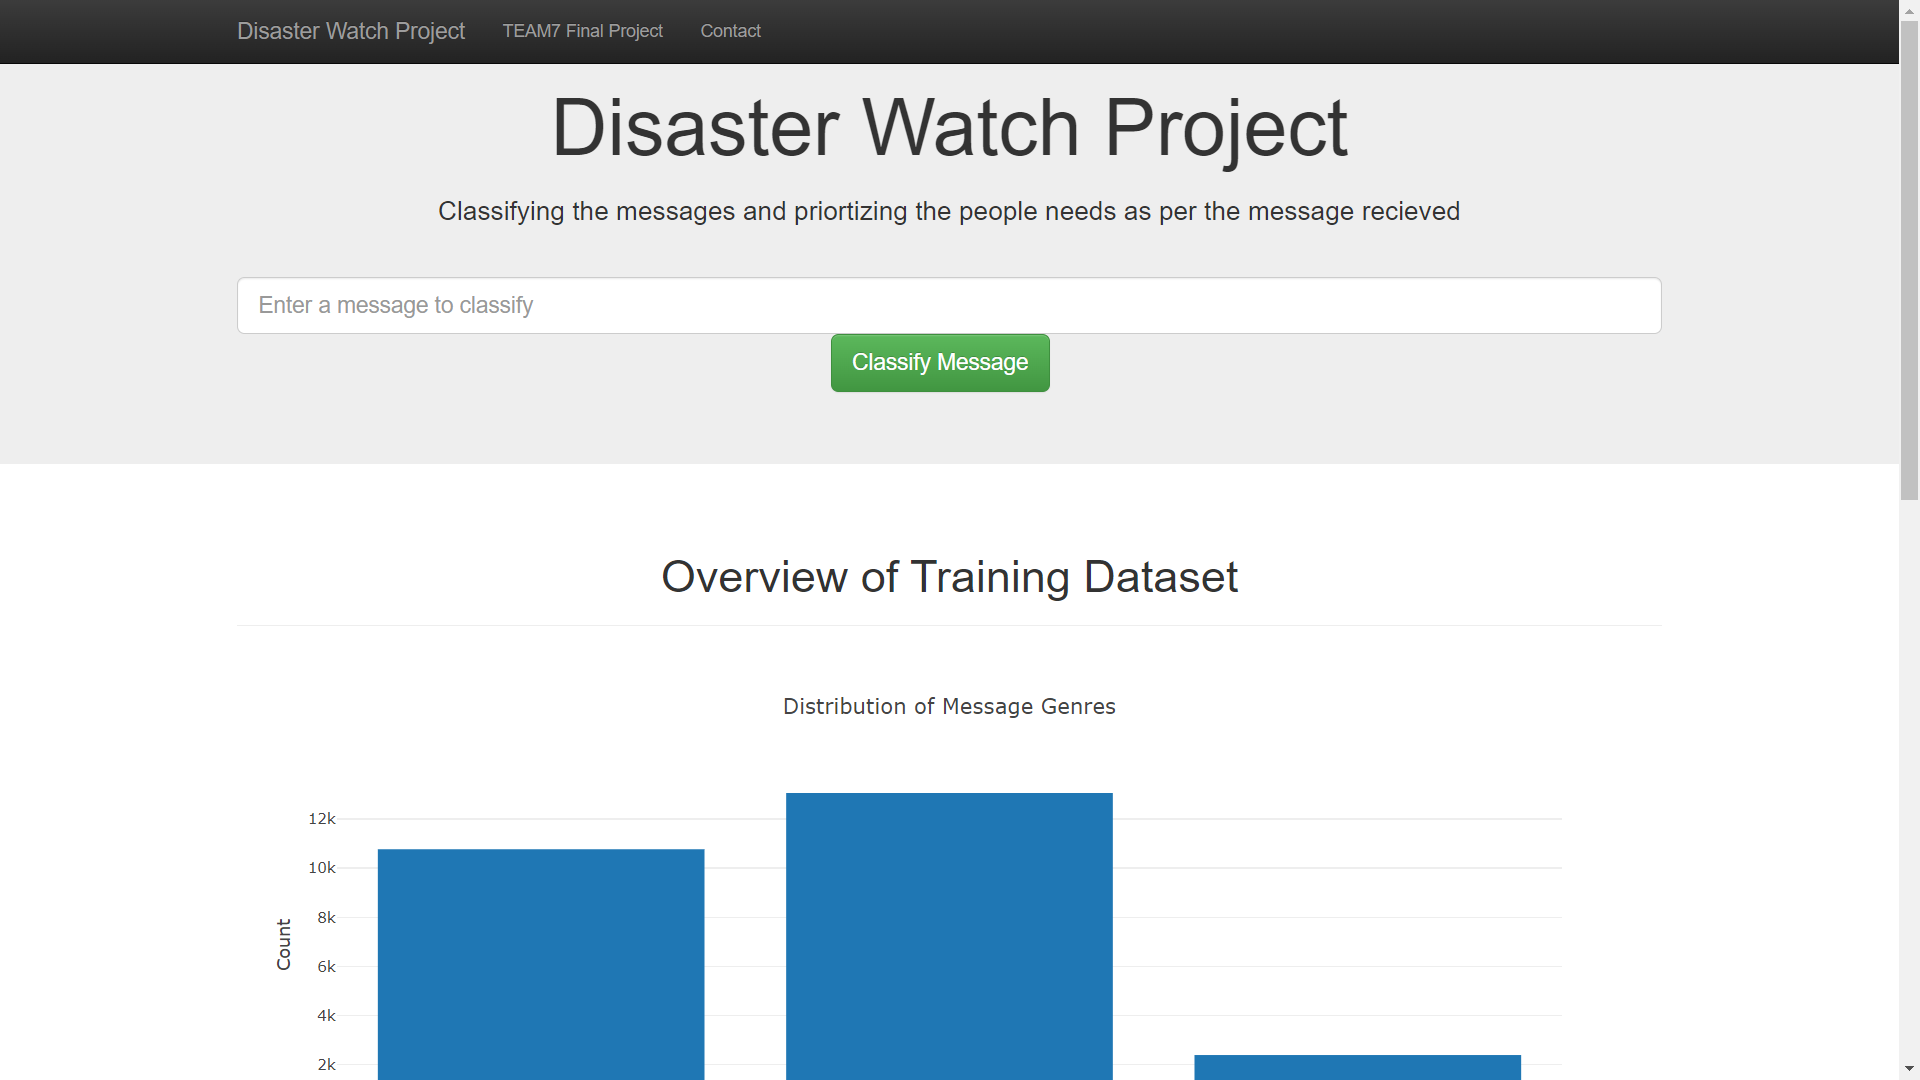 Disaster Watch Project TEAM7 Final Project Contact
Disaster Watch Project
Classifying the messages and priortizing the people needs as per the message recieved
Enter a message to classify
Classify Message
Overview of Training Dataset
Distribution of Message Genres
12k
10k
8k
6k
4k
2k
Count